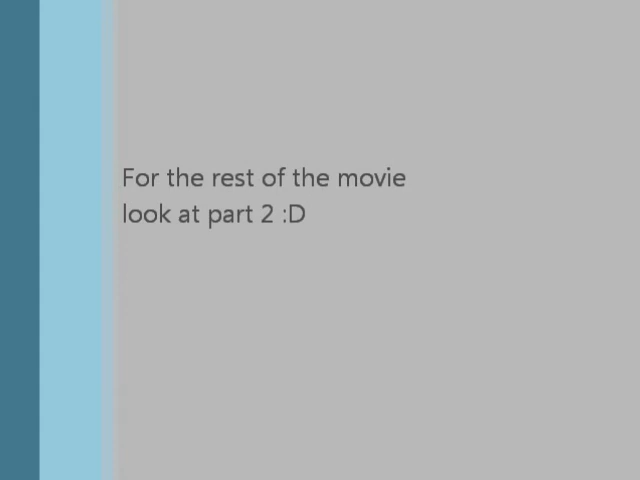 For the rest of the movie
look at part 2 :D